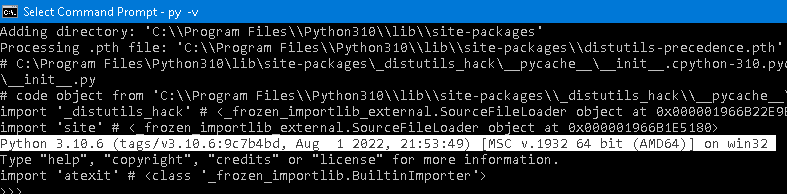 Select Command Prompt - py -v
Adding directory: 'C:\\Program Files\\Python310\\lib\\site-packages'
Processing .pth file: 'C:\\Program Files\\Python310\\lib\\site-packages\\distutils-precedence.pth'
# C:\Program Files\Python310\lib\site-packages\_distutils_hack\__pycache__\__init__.cpython-310.pyc
\__init__.py
# code object from 'C:\\Program Files\\Python310\\lib\\site-packages\\_distutils_hack\\__pycache__\
import '_distutils_hack' # <_frozen_importlib_external.SourceFileLoader object at 0x000001966B22E9E
import 'site' # <_frozen_importlib_external.SourceFileLoader object at 0x000001966B1E5180>
Python 3.10.6 (tags/v3.10.6:9c7b4bd, Aug  1 2022, 21:53:49) [MSC v.1932 64 bit (AMD64)] on win32
Type "help", "copyright", "credits" or "license" for more information.
import 'atexit' # <class '_frozen_importlib.BuiltinImporter'>
>>>